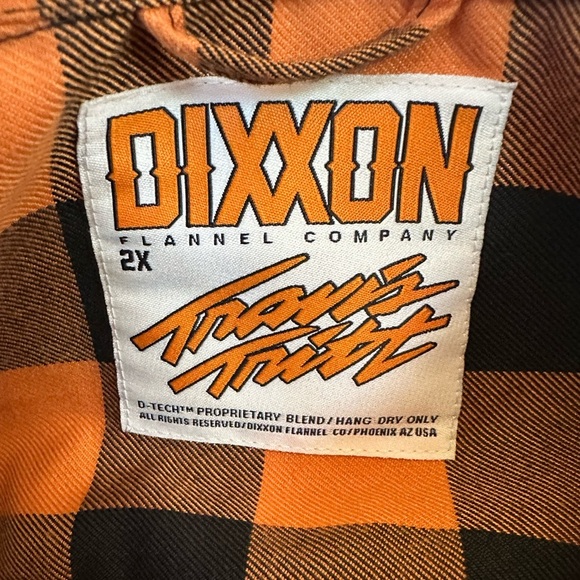 DIXXON
FLANNEL COMPANY
2X
Travis
Tritt
D-TECH™ PROPRIETARY BLEND / HANG DRY ONLY
ALL RIGHTS RESERVED/DIXXON FLANNEL CO/PHOENIX AZ USA